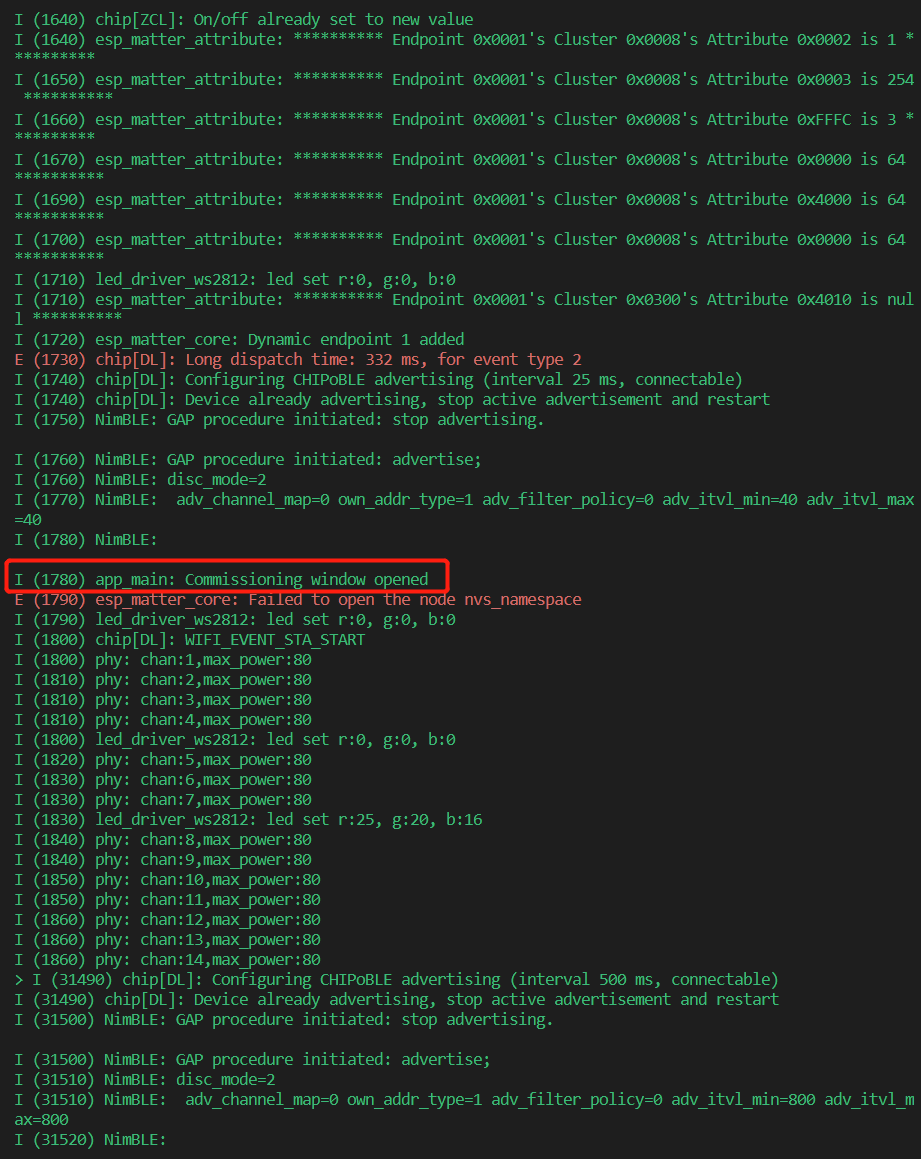 I (1640) chip[ZCL]: On/off already set to new value
I (1640) esp_matter_attribute: ********** Endpoint 0x0001's Cluster 0x0008's Attribute 0x0002 is 1 *
*********
I (1650) esp_matter_attribute: ********** Endpoint 0x0001's Cluster 0x0008's Attribute 0x0003 is 254
 **********
I (1660) esp_matter_attribute: ********** Endpoint 0x0001's Cluster 0x0008's Attribute 0xFFFC is 3 *
*********
I (1670) esp_matter_attribute: ********** Endpoint 0x0001's Cluster 0x0008's Attribute 0x0000 is 64 
**********
I (1690) esp_matter_attribute: ********** Endpoint 0x0001's Cluster 0x0008's Attribute 0x4000 is 64 
**********
I (1700) esp_matter_attribute: ********** Endpoint 0x0001's Cluster 0x0008's Attribute 0x0000 is 64 
**********
I (1710) led_driver_ws2812: led set r:0, g:0, b:0
I (1710) esp_matter_attribute: ********** Endpoint 0x0001's Cluster 0x0300's Attribute 0x4010 is nul
l **********
I (1720) esp_matter_core: Dynamic endpoint 1 added
E (1730) chip[DL]: Long dispatch time: 332 ms, for event type 2
I (1740) chip[DL]: Configuring CHIPoBLE advertising (interval 25 ms, connectable)
I (1740) chip[DL]: Device already advertising, stop active advertisement and restart
I (1750) NimBLE: GAP procedure initiated: stop advertising.
I (1760) NimBLE: GAP procedure initiated: advertise;
I (1760) NimBLE: disc_mode=2
I (1770) NimBLE:  adv_channel_map=0 own_addr_type=1 adv_filter_policy=0 adv_itvl_min=40 adv_itvl_max
=40
I (1780) NimBLE:
I (1780) app_main: Commissioning window opened
E (1790) esp_matter_core: Failed to open the node nvs_namespace
I (1790) led_driver_ws2812: led set r:0, g:0, b:0
I (1800) chip[DL]: WIFI_EVENT_STA_START
I (1800) phy: chan:1,max_power:80
I (1810) phy: chan:2,max_power:80
I (1810) phy: chan:3,max_power:80
I (1810) phy: chan:4,max_power:80
I (1800) led_driver_ws2812: led set r:0, g:0, b:0
I (1820) phy: chan:5,max_power:80
I (1830) phy: chan:6,max_power:80
I (1830) phy: chan:7,max_power:80
I (1830) led_driver_ws2812: led set r:25, g:20, b:16
I (1840) phy: chan:8,max_power:80
I (1840) phy: chan:9,max_power:80
I (1850) phy: chan:10,max_power:80
I (1850) phy: chan:11,max_power:80
I (1860) phy: chan:12,max_power:80
I (1860) phy: chan:13,max_power:80
I (1860) phy: chan:14,max_power:80
> I (31490) chip[DL]: Configuring CHIPoBLE advertising (interval 500 ms, connectable)
I (31490) chip[DL]: Device already advertising, stop active advertisement and restart
I (31500) NimBLE: GAP procedure initiated: stop advertising.
I (31500) NimBLE: GAP procedure initiated: advertise;
I (31510) NimBLE: disc_mode=2
I (31510) NimBLE:  adv_channel_map=0 own_addr_type=1 adv_filter_policy=0 adv_itvl_min=800 adv_itvl_m
ax=800
I (31520) NimBLE: